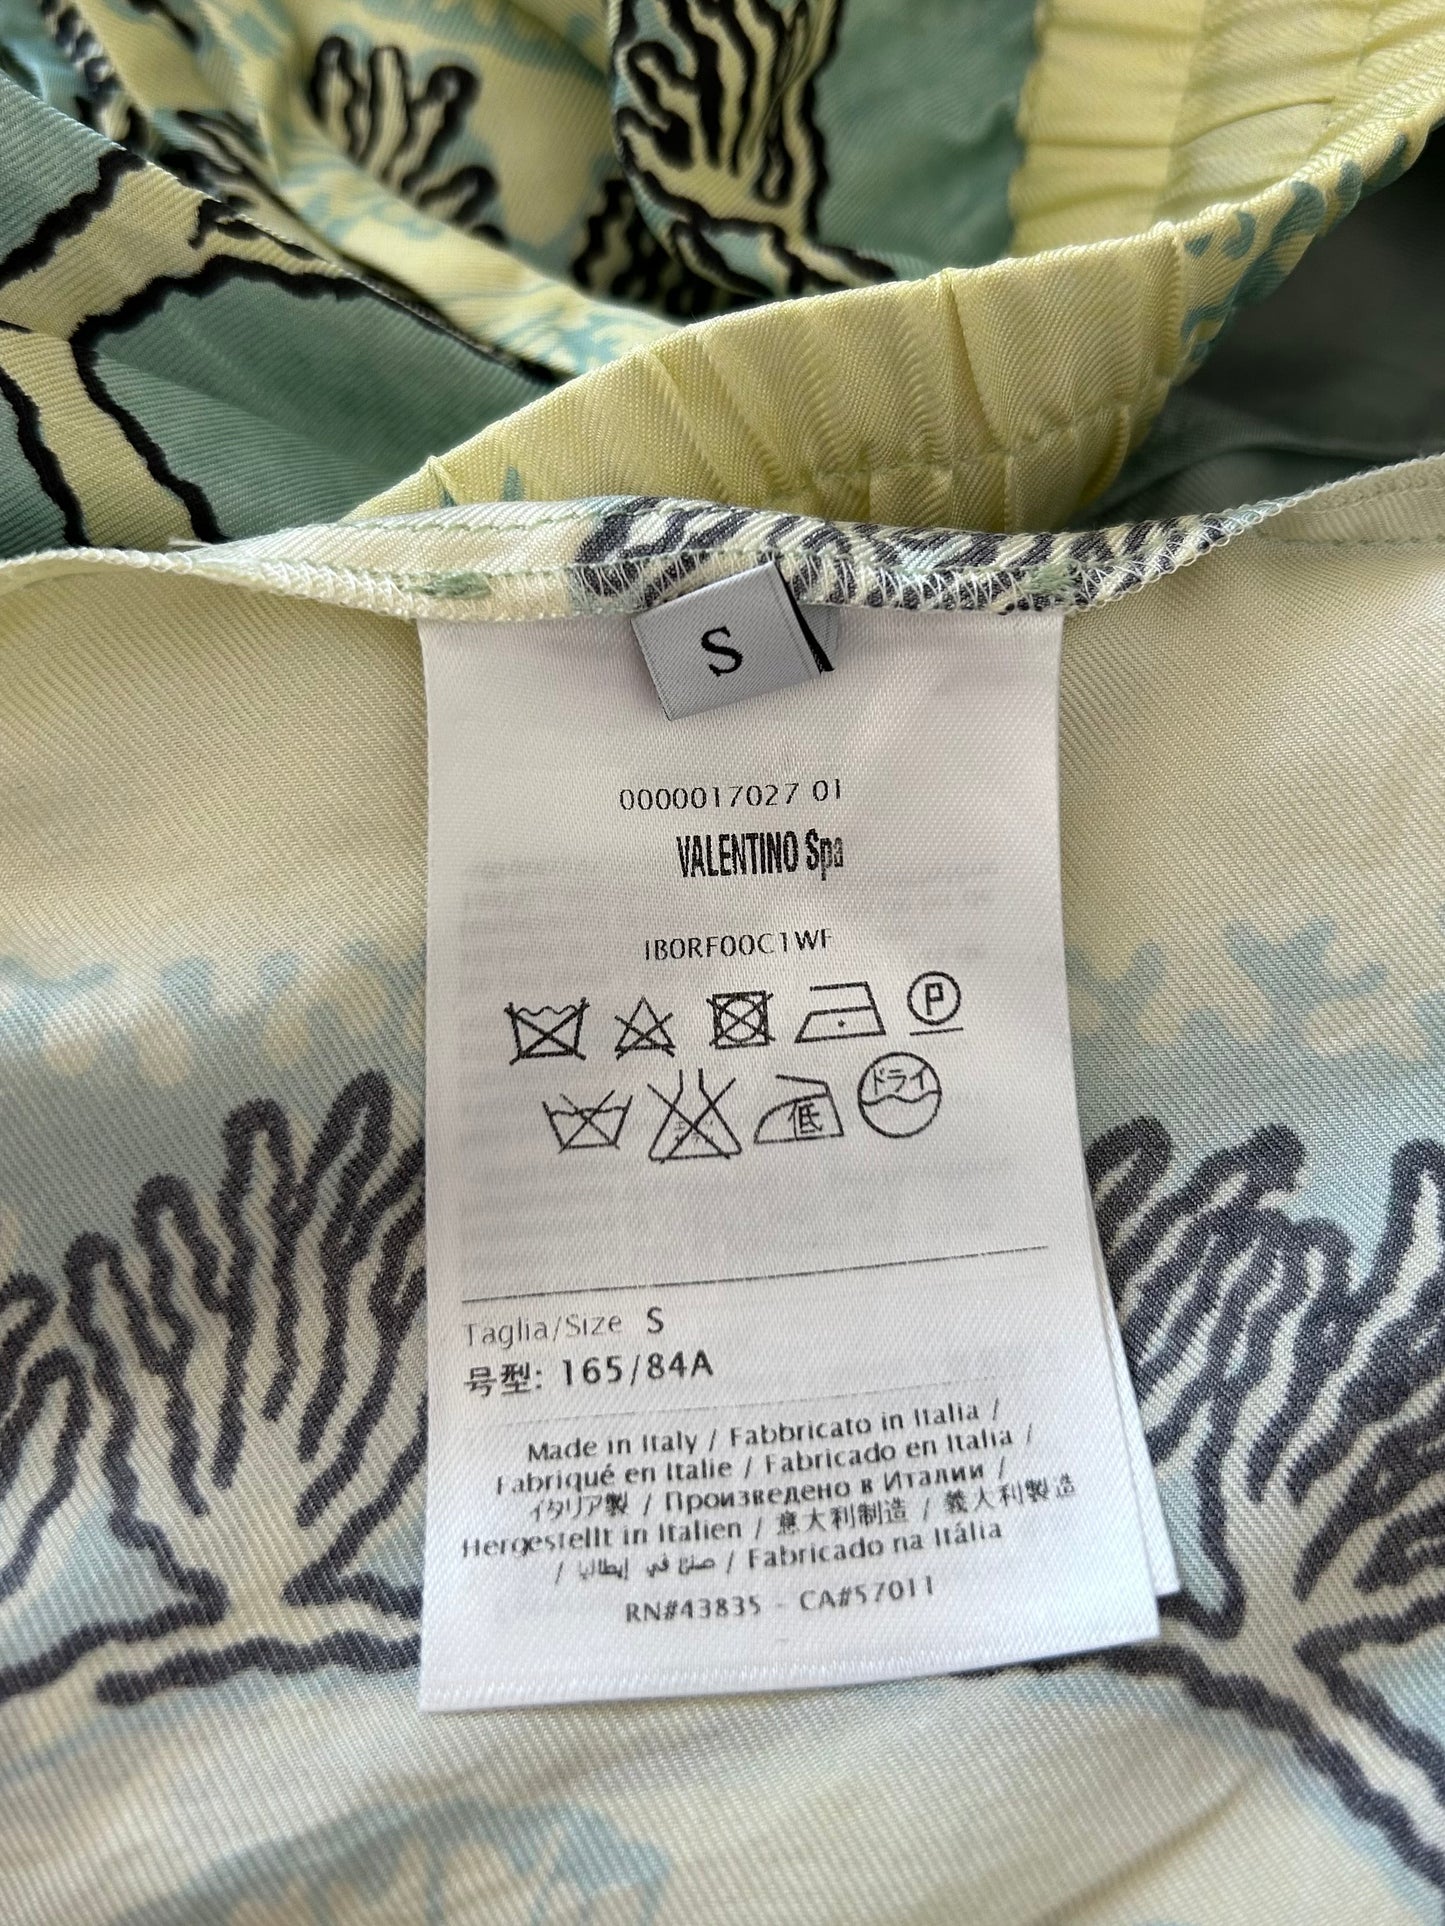 S
0000017027 01
VALENTINO Spa
IB0RF00C1WF
P
ドライ
低
Taglia/Size S
号型: 165/84A
Made in Italy / Fabbricato in Italia /
Fabriqué en Italie / Fabricado en Italia /
イタリア製 / Произведено в Италии /
Hergestellt in Italien / 意大利制造 / 義大利製造
/ صنع في إيطاليا / Fabricado na Itália
RN#43835 - CA#57011